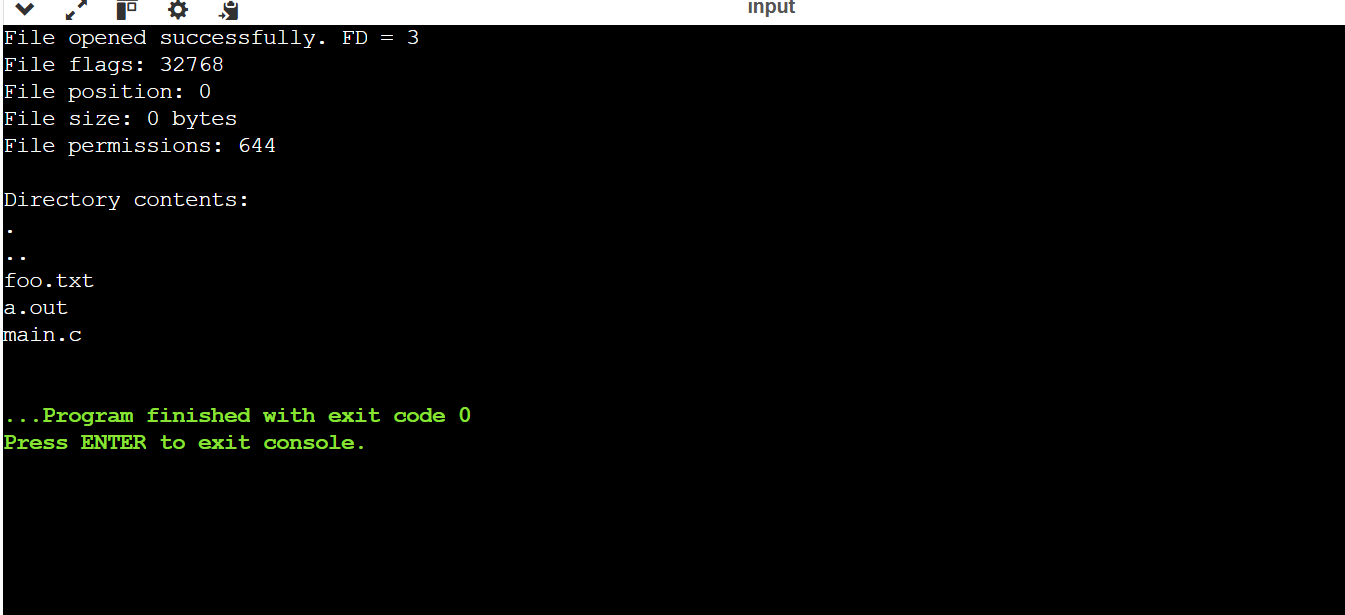 input
File opened successfully. FD = 3
File flags: 32768
File position: 0
File size: 0 bytes
File permissions: 644
Directory contents:
.
..
foo.txt
a.out
main.c
...Program finished with exit code 0
Press ENTER to exit console.